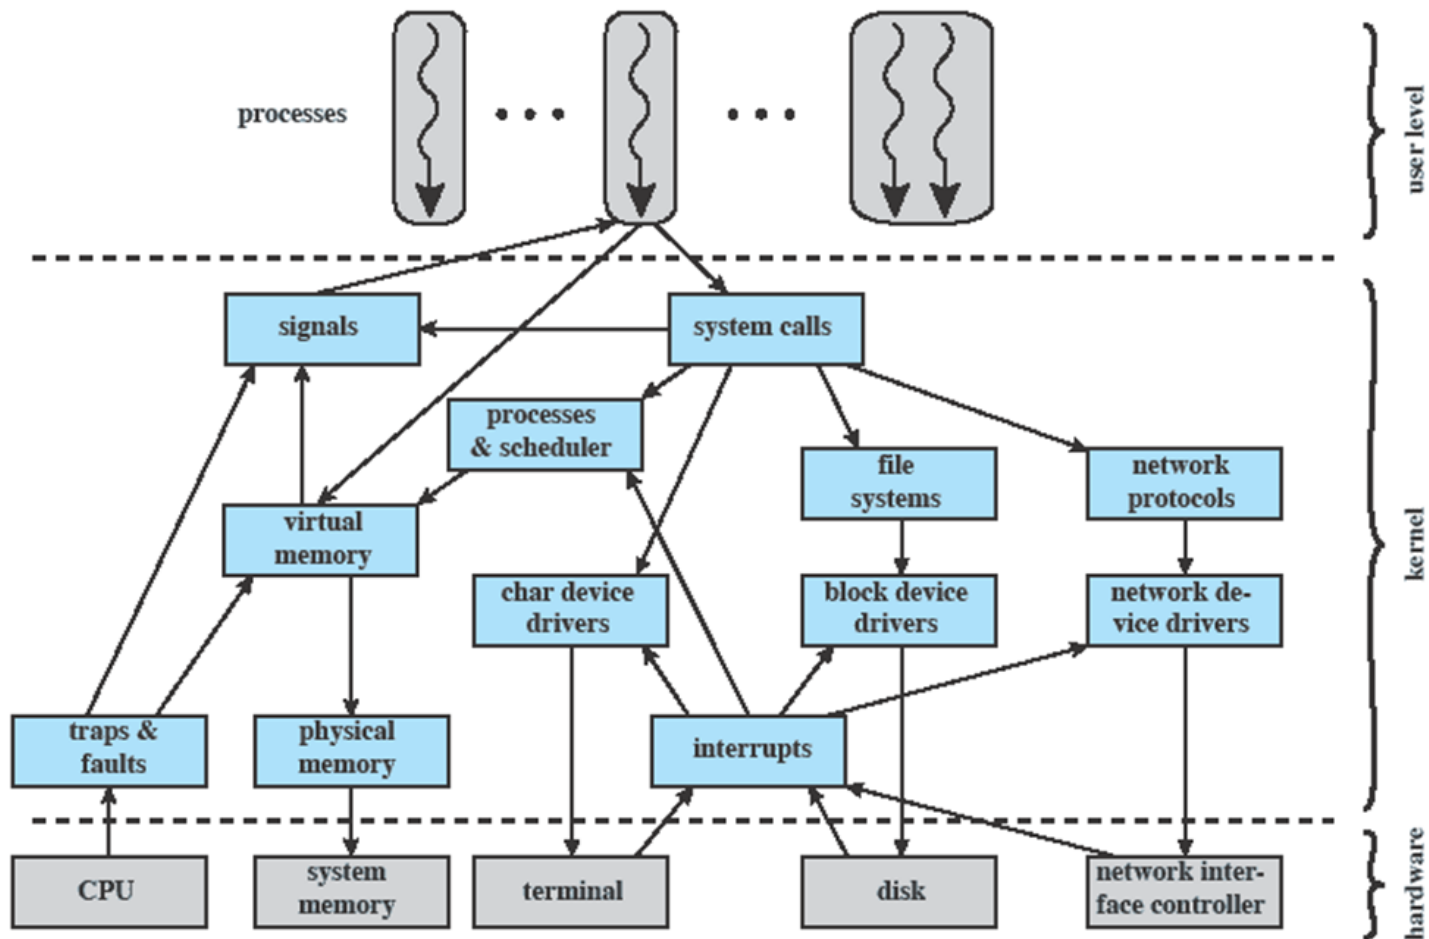 processes
user level
signals
system calls
processes
& scheduler
file
systems
network
protocols
virtual
memory
kernel
char device
drivers
block device
drivers
network de-
vice drivers
traps &
faults
physical
memory
interrupts
CPU
system
memory
terminal
disk
network inter-
face controller
hardware